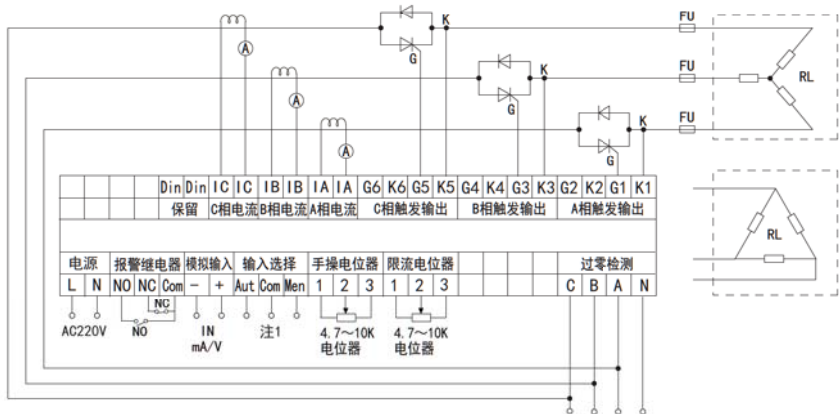 K
FU
G
A
K
FU
RL
G
A
K
FU
A
G
Din Din IC IC IB IB IA IA G6 K6 G5 K5 G4 K4 G3 K3 G2 K2 G1 K1
保留 C相电流 B相电流 A相电流 C相触发输出 B相触发输出 A相触发输出
RL
电源 报警继电器 模拟输入 输入选择 手操电位器 限流电位器 过零检测
L N NO NC Com - + Aut Com Men 1 2 3 1 2 3 C B A N
NC
AC220V NO IN 注1 4.7～10K 4.7～10K
mA/V 电位器 电位器